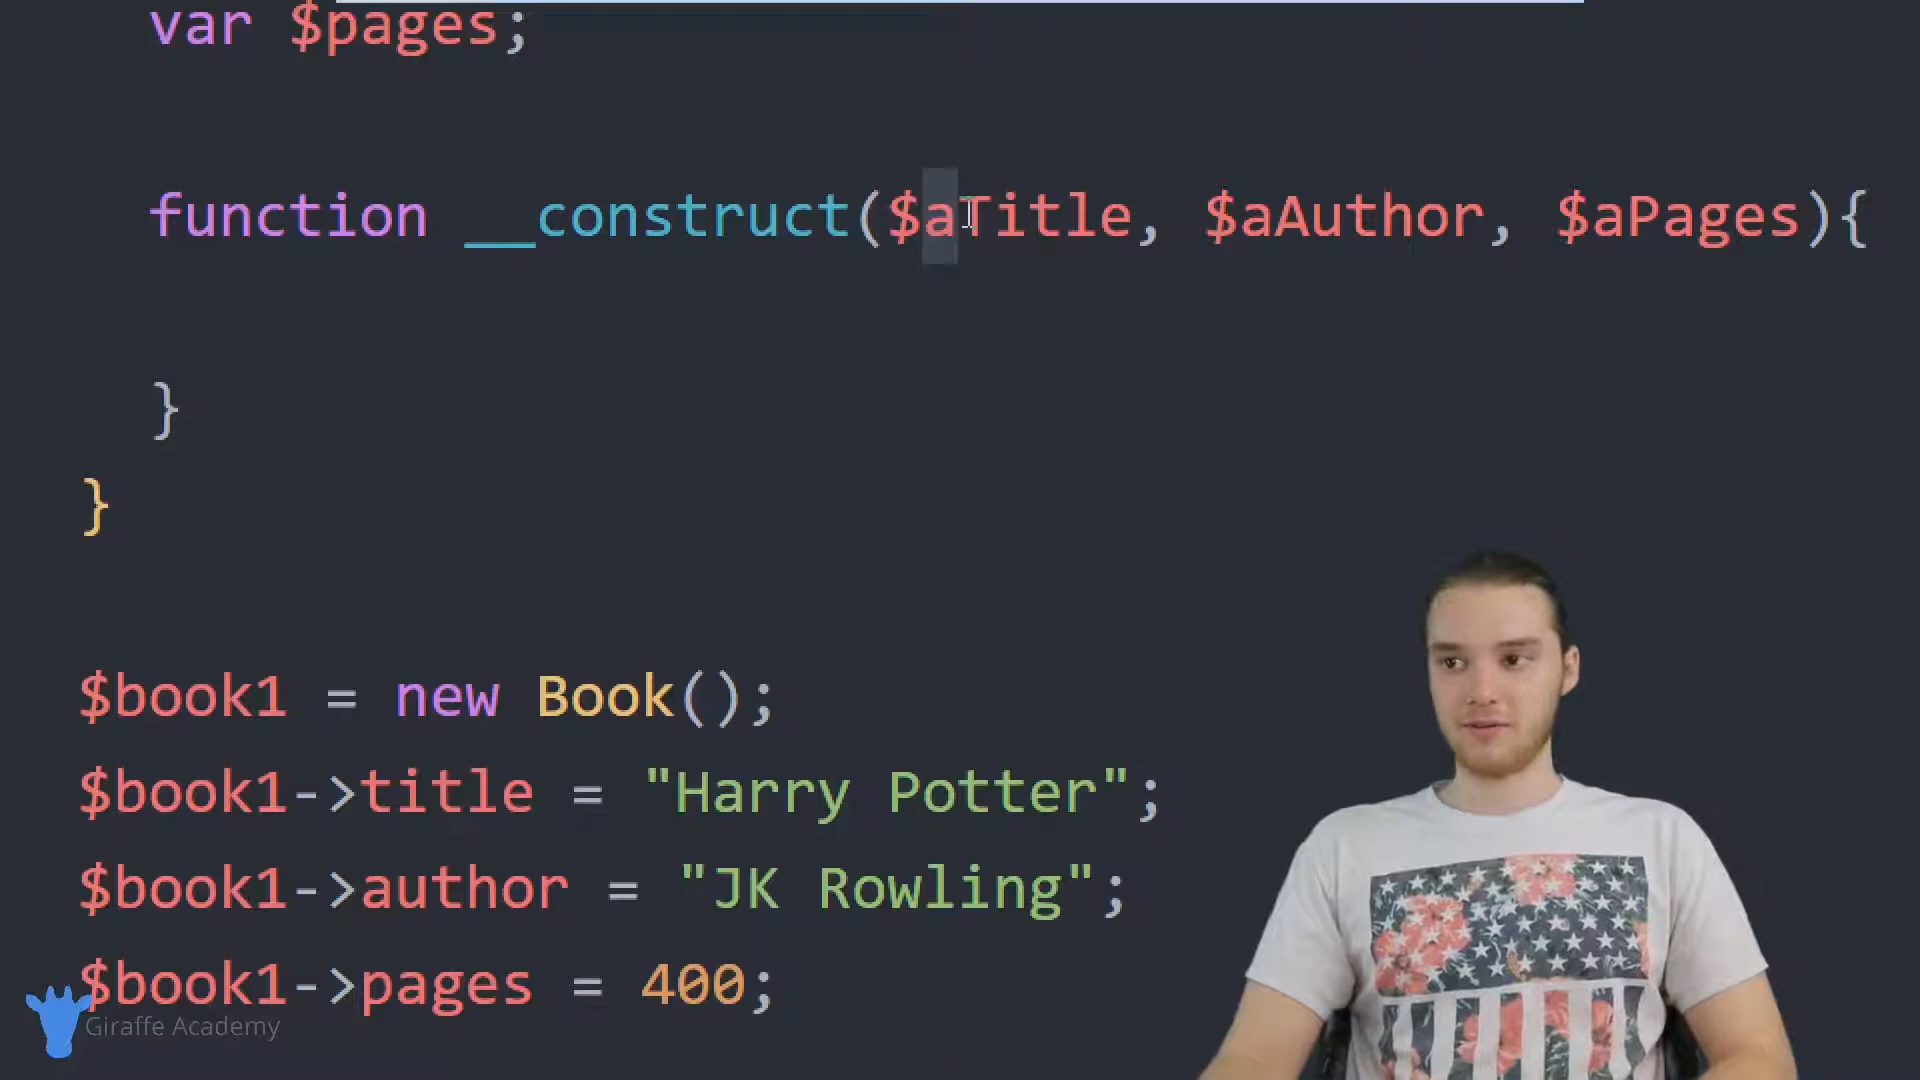 var $pages;
function __construct($aTitle, $aAuthor, $aPages){
}
}
$book1 = new Book();
$book1->title = "Harry Potter";
$book1->author = "JK Rowling";
$book1->pages = 400;
Giraffe Academy